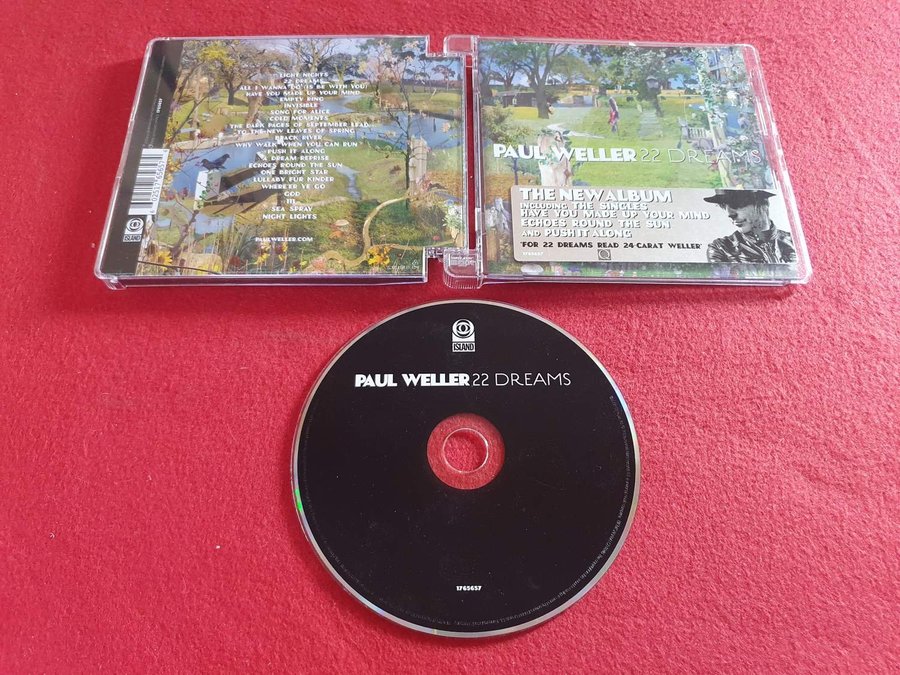 LIGHT NIGHTS
22 DREAMS
ALL I WANNA DO (IS BE WITH YOU)
HAVE YOU MADE UP YOUR MIND
EMPTY RING
INVISIBLE
SONG FOR ALICE
COLD MOMENTS
THE DARK PAGES OF SEPTEMBER LEAD
TO THE NEW LEAVES OF SPRING
BLACK RIVER
WHY WALK WHEN YOU CAN RUN
PUSH IT ALONG
A DREAM REPRISE
ECHOES ROUND THE SUN
ONE BRIGHT STAR
LULLABY FÜR KINDER
WHERE'ER YE GO
GOD
111
SEA SPRAY
NIGHT LIGHTS
PAULWELLER.COM
ISLAND
PAUL WELLER 22 DREAMS
THE NEW ALBUM
INCLUDING THE SINGLES
HAVE YOU MADE UP YOUR MIND
ECHOES ROUND THE SUN
AND PUSH IT ALONG
'FOR 22 DREAMS READ 24-CARAT WELLER'
1765657
ISLAND
PAUL WELLER 22 DREAMS
1765657